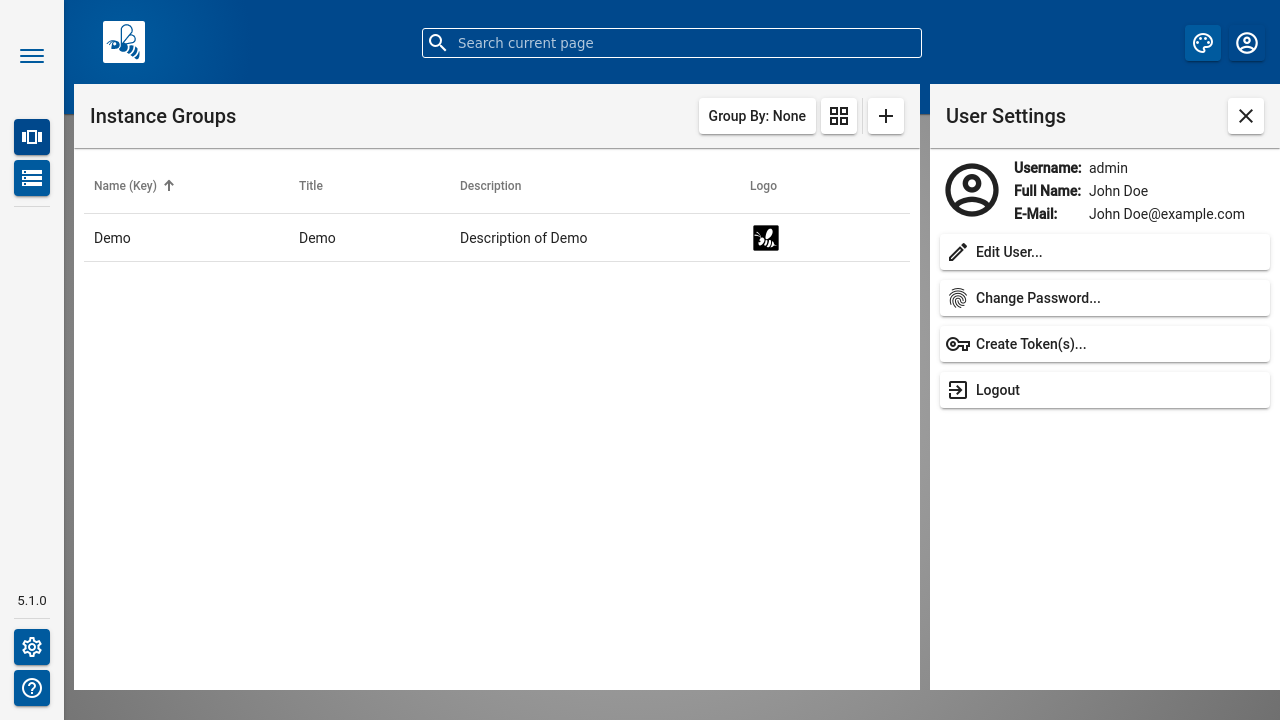 Search current page
Instance Groups
Group By: None
User Settings
Name (Key)
Title
Description
Logo
Demo
Demo
Description of Demo
Username: admin
Full Name: John Doe
E-Mail: John Doe@example.com
Edit User...
Change Password...
Create Token(s)...
Logout
5.1.0